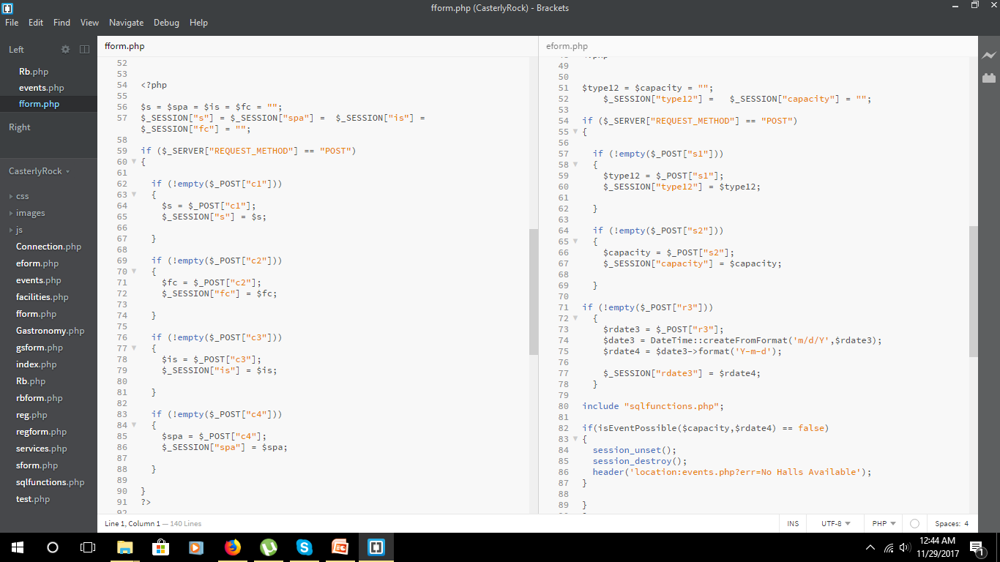 fform.php (CasterlyRock) - Brackets
File Edit Find View Navigate Debug Help
Left
Rb.php
events.php
fform.php
Right
CasterlyRock
css
images
js
Connection.php
eform.php
events.php
facilities.php
fform.php
Gastronomy.php
gsform.php
index.php
Rb.php
rbform.php
reg.php
regform.php
services.php
sform.php
sqlfunctions.php
test.php
fform.php
52
53
54 <?php
55
56 $s = $spa = $is = $fc = "";
57 $_SESSION["s"] = $_SESSION["spa"] =  $_SESSION["is"] =
$_SESSION["fc"] = "";
58
59 if ($_SERVER["REQUEST_METHOD"] == "POST")
60 {
61
62   if (!empty($_POST["c1"]))
63   {
64     $s = $_POST["c1"];
65     $_SESSION["s"] = $s;
66
67   }
68
69   if (!empty($_POST["c2"]))
70   {
71     $fc = $_POST["c2"];
72     $_SESSION["fc"] = $fc;
73
74   }
75
76   if (!empty($_POST["c3"]))
77   {
78     $is = $_POST["c3"];
79     $_SESSION["is"] = $is;
80
81   }
82
83   if (!empty($_POST["c4"]))
84   {
85     $spa = $_POST["c4"];
86     $_SESSION["spa"] = $spa;
87
88   }
89
90 }
91 ?>
92
eform.php
49
50
51 $type12 = $capacity = "";
52     $_SESSION["type12"] =   $_SESSION["capacity"] = "";
53
54 if ($_SERVER["REQUEST_METHOD"] == "POST")
55 {
56
57   if (!empty($_POST["s1"]))
58   {
59     $type12 = $_POST["s1"];
60     $_SESSION["type12"] = $type12;
61
62   }
63
64   if (!empty($_POST["s2"]))
65   {
66     $capacity = $_POST["s2"];
67     $_SESSION["capacity"] = $capacity;
68
69   }
70
71 if (!empty($_POST["r3"]))
72   {
73     $rdate3 = $_POST["r3"];
74     $date3 = DateTime::createFromFormat('m/d/Y',$rdate3);
75     $rdate4 = $date3->format('Y-m-d');
76
77     $_SESSION["rdate3"] = $rdate4;
78   }
79
80 include "sqlfunctions.php";
81
82 if(isEventPossible($capacity,$rdate4) == false)
83 {
84   session_unset();
85   session_destroy();
86   header('location:events.php?err=No Halls Available');
87 }
88
89 }
Line 1, Column 1 — 140 Lines
INS UTF-8 PHP Spaces: 4
12:44 AM
11/29/2017
1